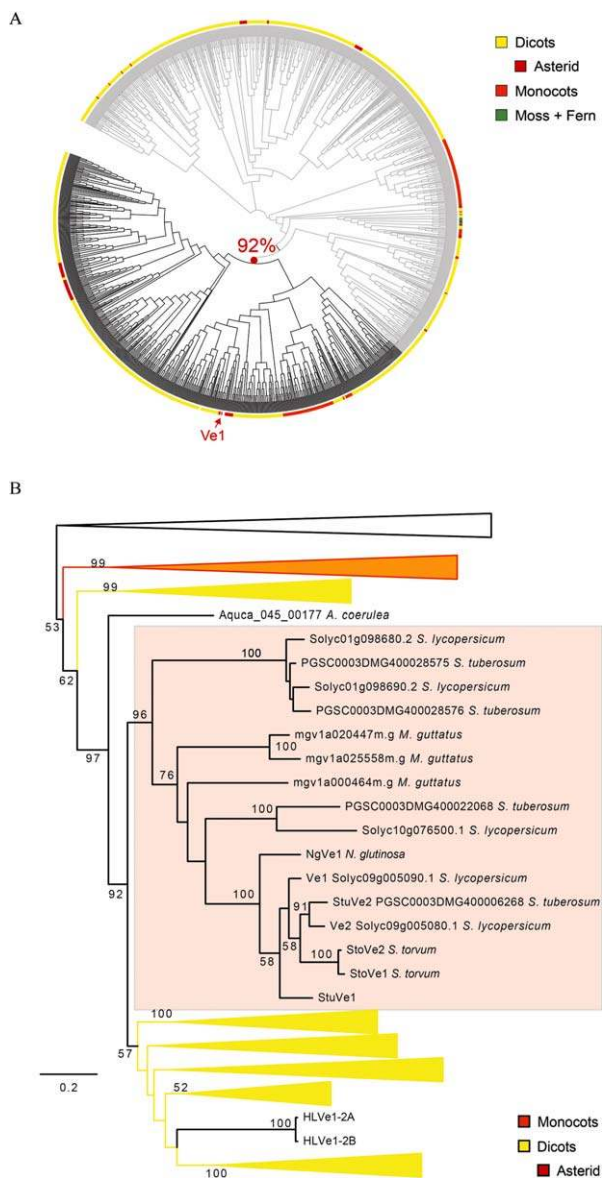 A
Dicots
Asterid
Monocots
Moss + Fern
92%
Ve1
B
99
99
53
Aquca_045_00177 A. coerulea
62
Solyc01g098680.2 S. lycopersicum
100
PGSC0003DMG400028575 S. tuberosum
Solyc01g098690.2 S. lycopersicum
PGSC0003DMG400028576 S. tuberosum
96
mgv1a020447m.g M. guttatus
100
97
mgv1a025558m.g M. guttatus
76
mgv1a000464m.g M. guttatus
100
PGSC0003DMG400022068 S. tuberosum
Solyc10g076500.1 S. lycopersicum
NgVe1 N. glutinosa
Ve1 Solyc09g005090.1 S. lycopersicum
92
100
91
StuVe2 PGSC0003DMG400006268 S. tuberosum
Ve2 Solyc09g005080.1 S. lycopersicum
58
StoVe2 S. torvum
100
58
StoVe1 S. torvum
StuVe1
100
57
0.2
52
100
HLVe1-2A
HLVe1-2B
100
Monocots
Dicots
Asterid